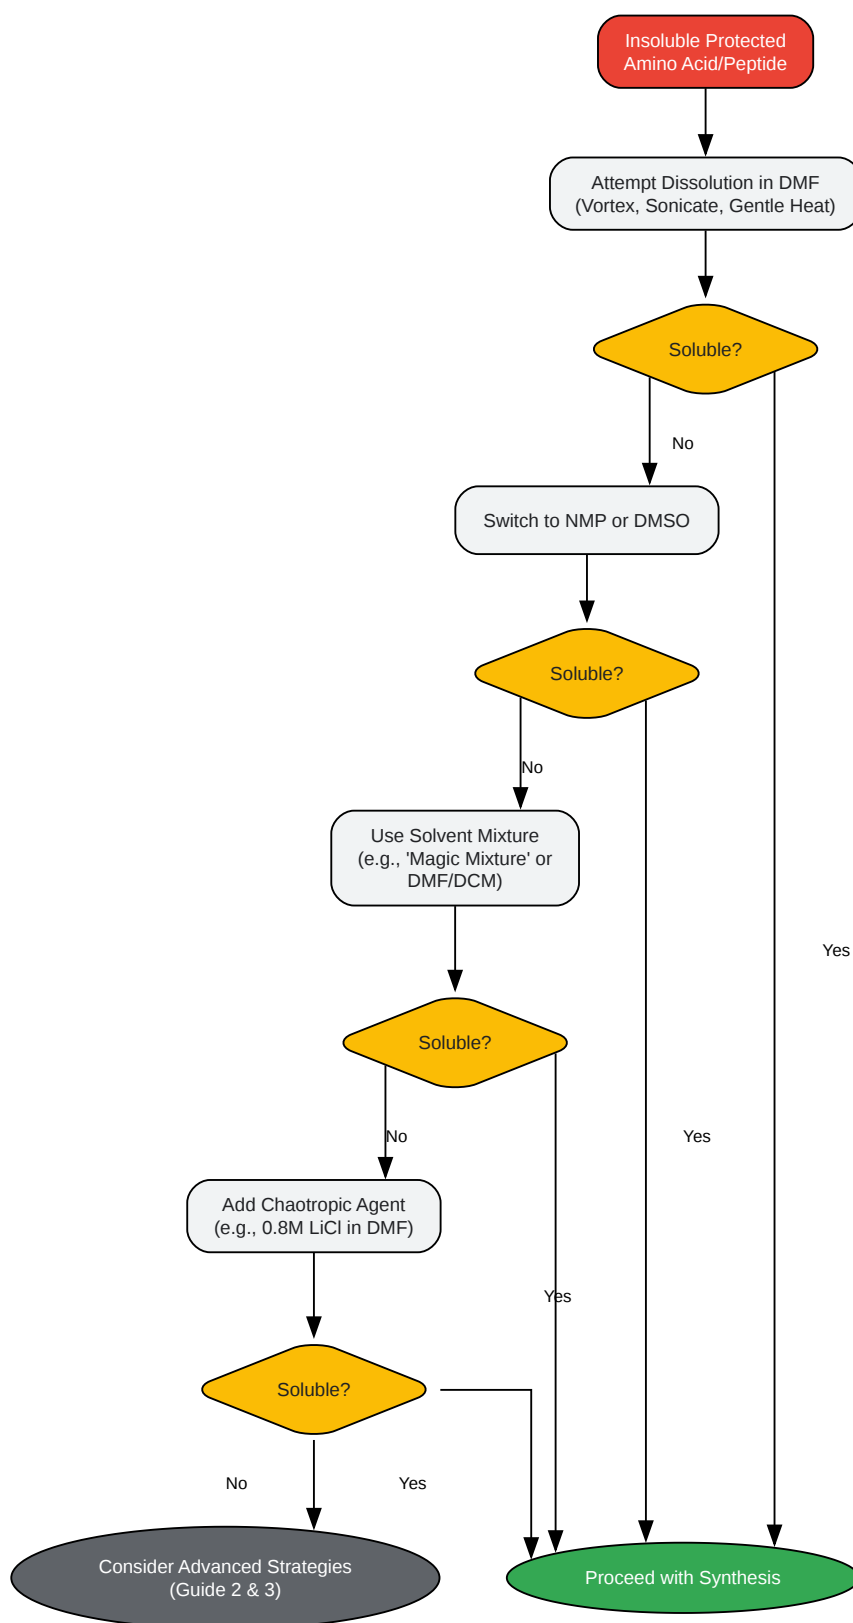 Insoluble Protected
Amino Acid/Peptide
Attempt Dissolution in DMF
(Vortex, Sonicate, Gentle Heat)
Soluble?
No
Switch to NMP or DMSO
Soluble?
No
Use Solvent Mixture
(e.g., 'Magic Mixture' or
DMF/DCM)
Yes
Soluble?
Yes
No
Add Chaotropic Agent
(e.g., 0.8M LiCl in DMF)
Yes
Soluble?
No
Yes
Consider Advanced Strategies
(Guide 2 & 3)
Proceed with Synthesis